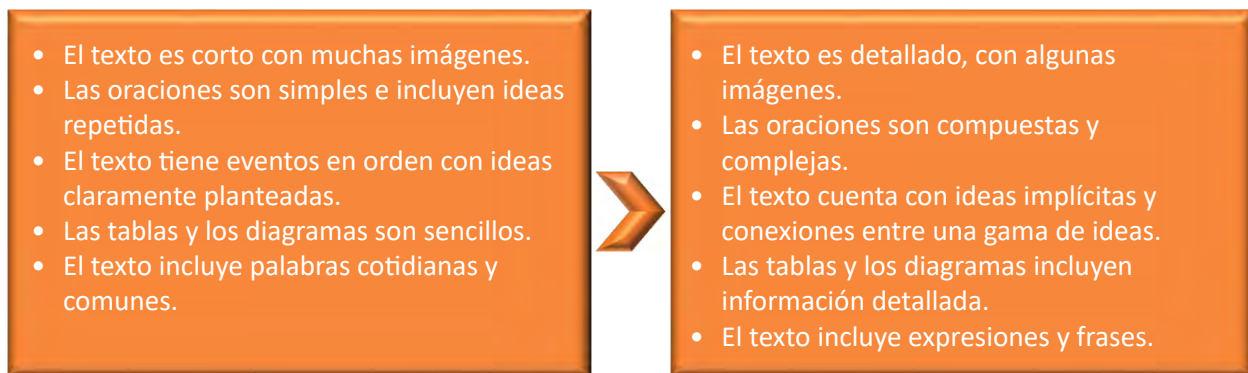 • El texto es corto con muchas imágenes.
• Las oraciones son simples e incluyen ideas
repetidas.
• El texto tiene eventos en orden con ideas
claramente planteadas.
• Las tablas y los diagramas son sencillos.
• El texto incluye palabras cotidianas y
comunes.
• El texto es detallado, con algunas
imágenes.
• Las oraciones son compuestas y
complejas.
• El texto cuenta con ideas implícitas y
conexiones entre una gama de ideas.
• Las tablas y los diagramas incluyen
información detallada.
• El texto incluye expresiones y frases.